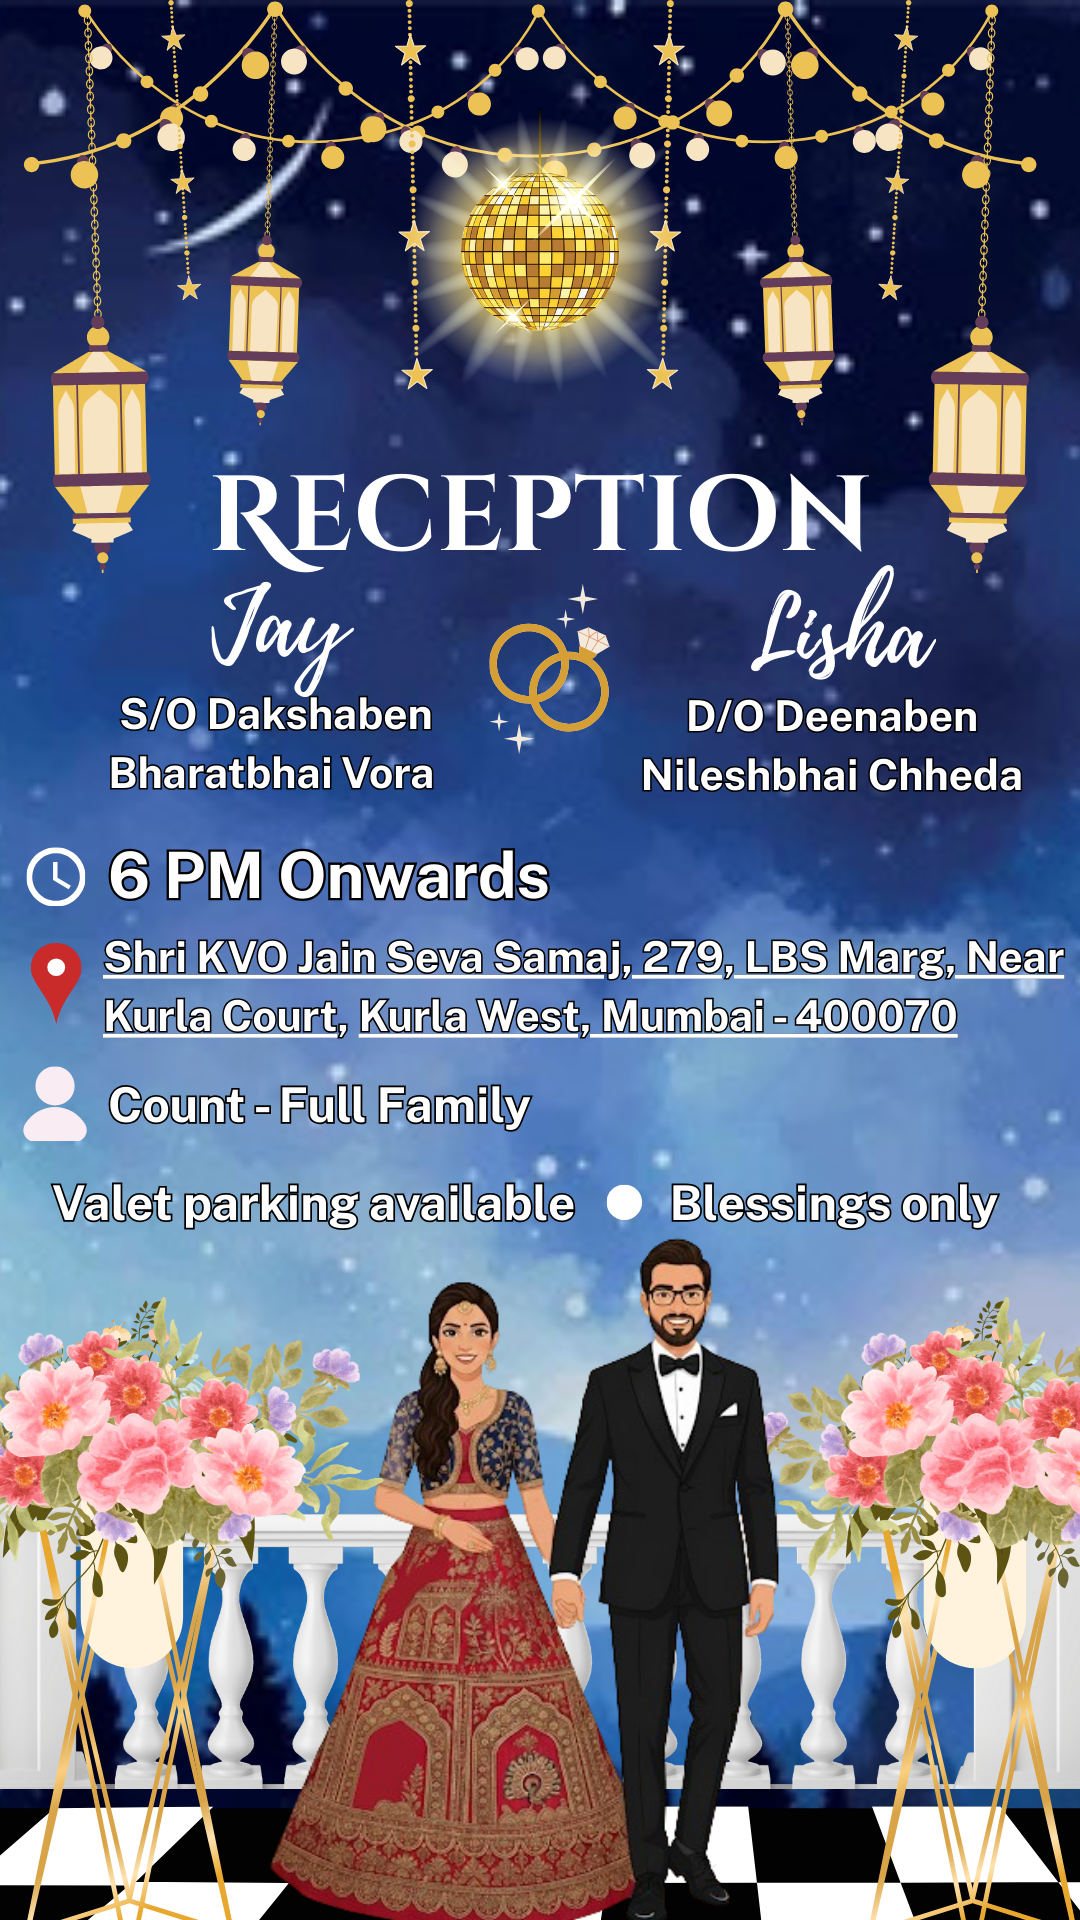 RECEPTION
Jay
Lisha
S/O Dakshaben
Bharatbhai Vora
D/O Deenaben
Nileshbhai Chheda
6 PM Onwards
Shri KVO Jain Seva Samaj, 279, LBS Marg, Near
Kurla Court, Kurla West, Mumbai - 400070
Count - Full Family
Valet parking available ● Blessings only